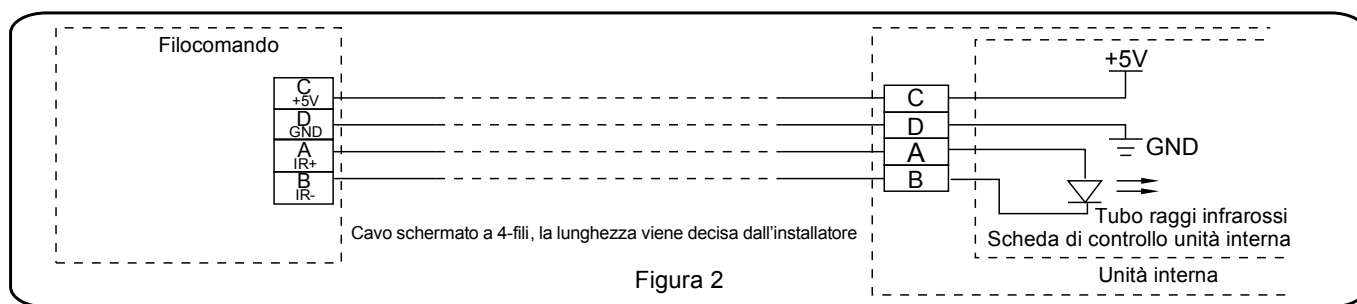 Filocomando
C
+5V
D
GND
A
IR+
B
IR-
Cavo schermato a 4-fili, la lunghezza viene decisa dall'installatore
Figura 2
C
D
A
B
+5V
GND
Tubo raggi infrarossi
Scheda di controllo unità interna
Unità interna